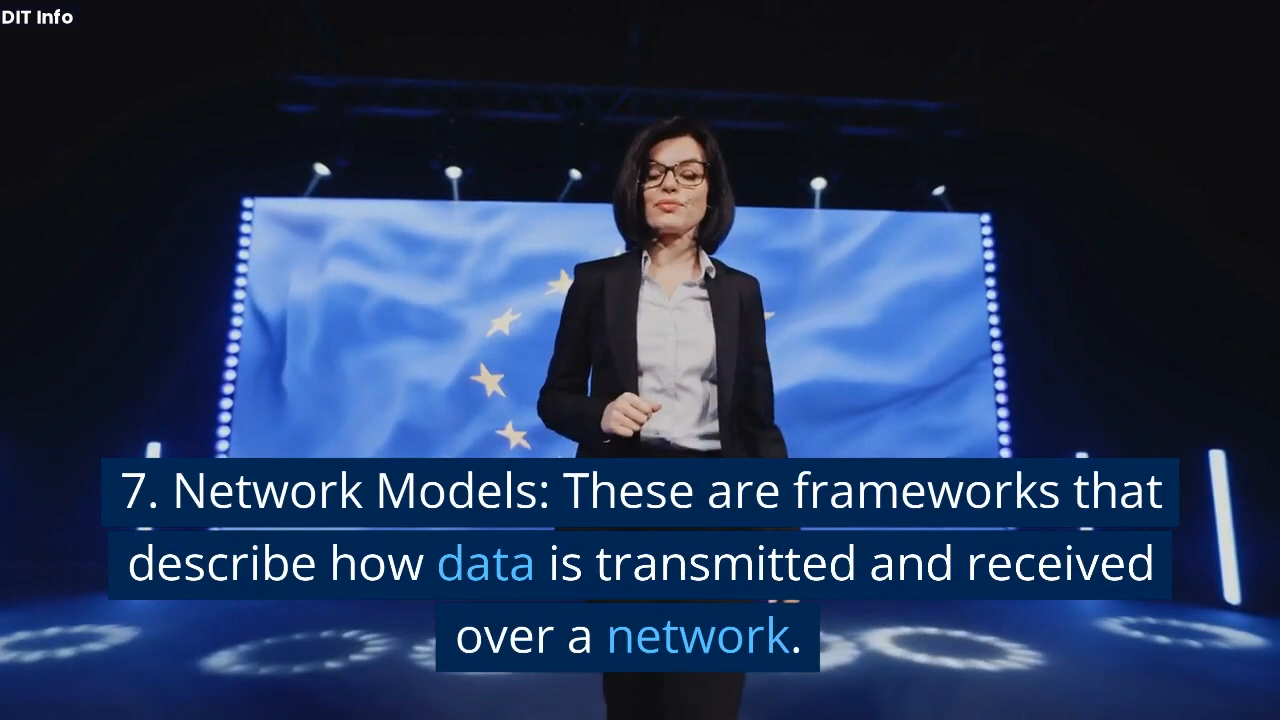 DIT Info
7. Network Models: These are frameworks that
describe how data is transmitted and received
over a network.